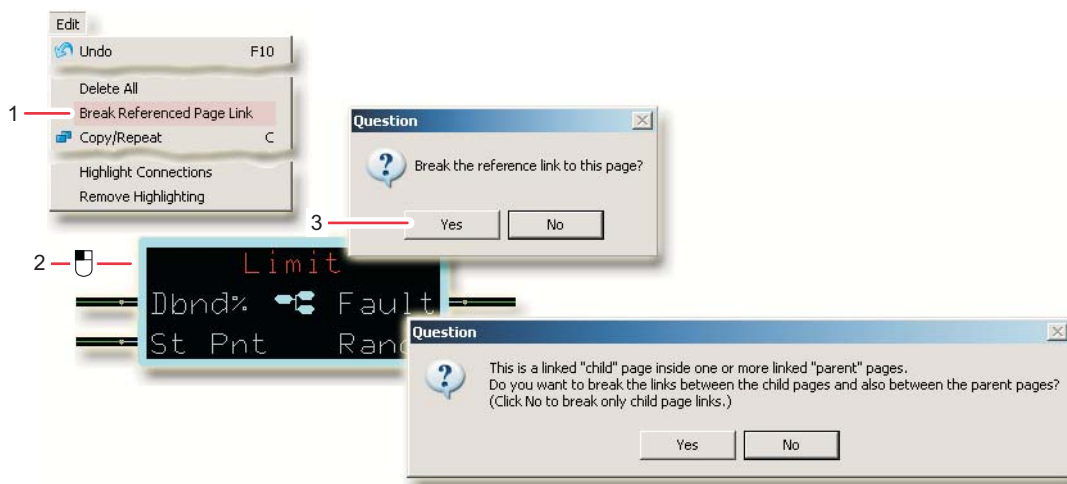 Edit
Undo F10
Delete All
1 Break Referenced Page Link
Copy/Repeat C
Highlight Connections
Remove Highlighting
Question
Break the reference link to this page?
3 Yes No
2 Limit
Dbnd% Fault
St Pnt
Question
This is a linked "child" page inside one or more linked "parent" pages.
Do you want to break the links between the child pages and also between the parent pages?
(Click No to break only child page links.)
Yes No